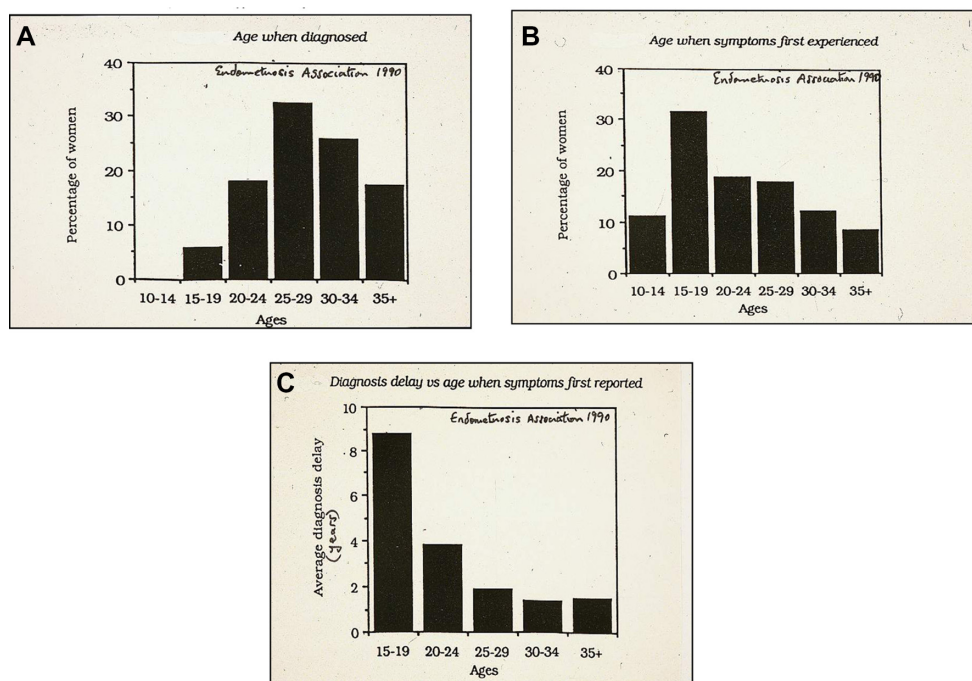 A
Age when diagnosed
Endometriosis Association 1990
Percentage of women
40
30
20
10
0
10-14 15-19 20-24 25-29 30-34 35+
Ages
B
Age when symptoms first experienced
Endometriosis Association 1990
Percentage of women
40
30
20
10
0
10-14 15-19 20-24 25-29 30-34 35+
Ages
C
Diagnosis delay vs age when symptoms first reported
Endometriosis Association 1990
Average diagnosis delay
(years)
10
8
6
4
2
0
15-19 20-24 25-29 30-34 35+
Ages